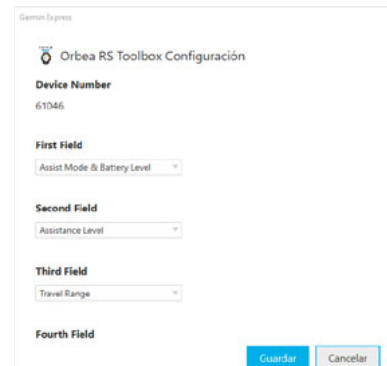 Garmin Express
Orbea RS Toolbox Configuración
Device Number
61046
First Field
Assist Mode & Battery Level
Second Field
Assistance Level
Third Field
Travel Range
Fourth Field
Guardar Cancelar